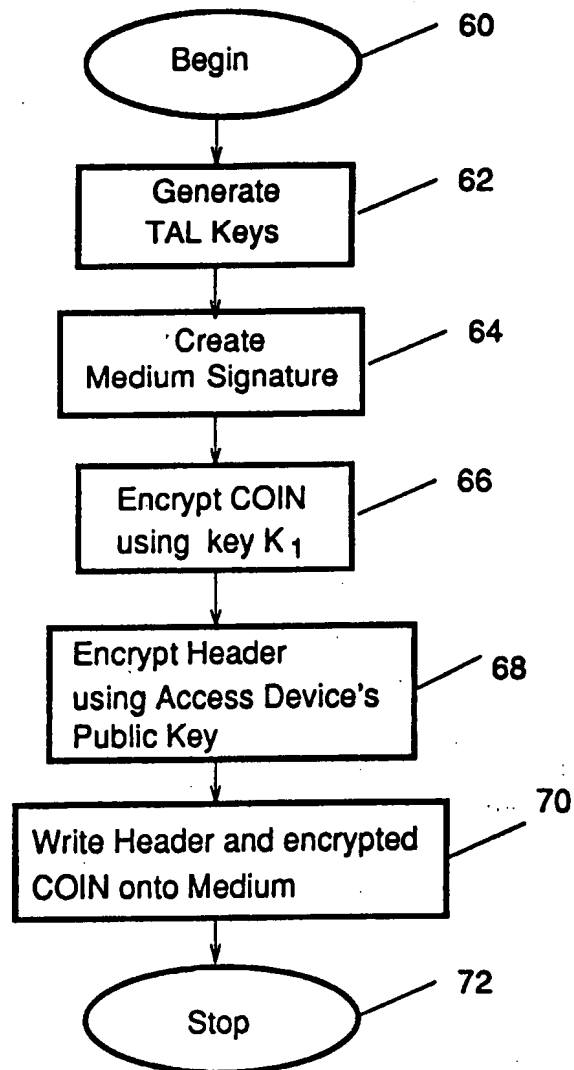 Begin
60
Generate
TAL Keys
62
Create
Medium Signature
64
Encrypt COIN
using key K1
66
Encrypt Header
using Access Device's
Public Key
68
Write Header and encrypted
COIN onto Medium
70
Stop
72